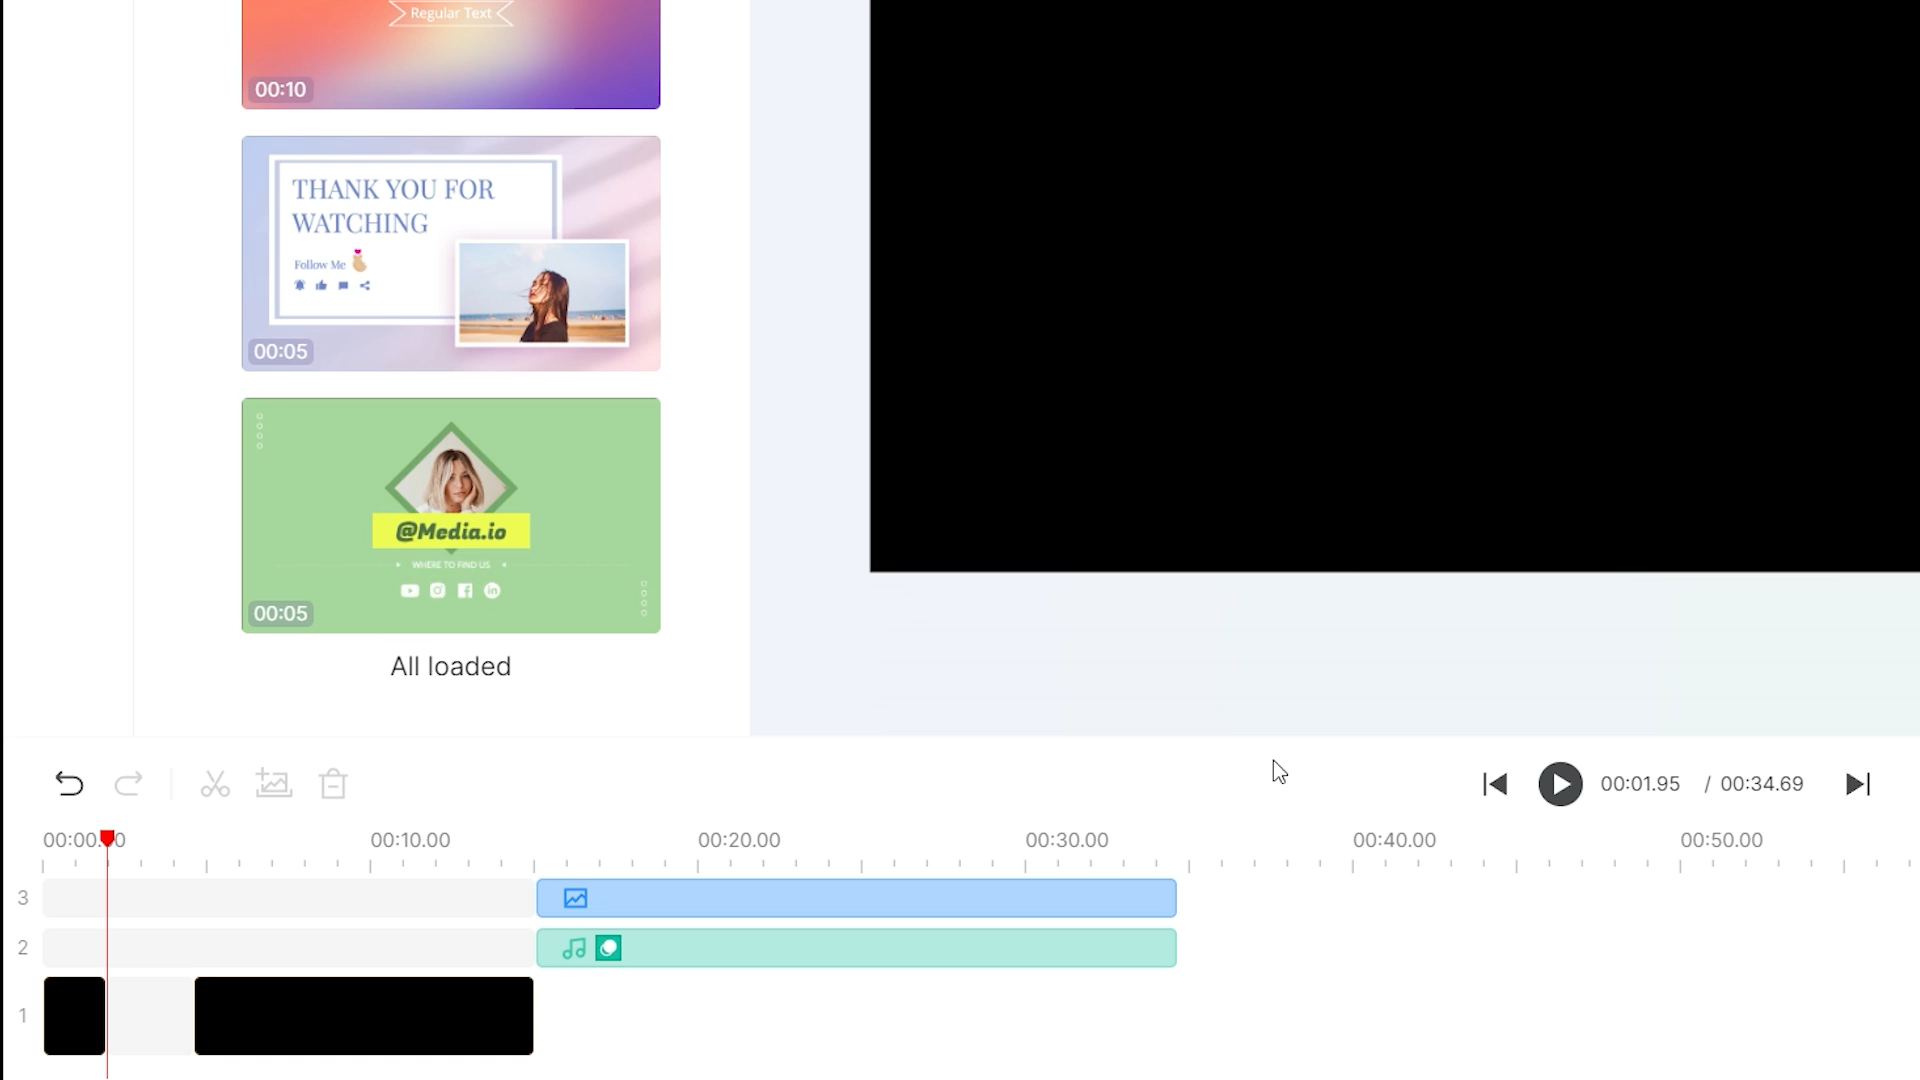 Regular Text
00:10
THANK YOU FOR
WATCHING
Follow Me
00:05
@Media.io
WHERE TO FIND US
00:05
All loaded
00:01.95 / 00:34.69
00:00.00 00:10.00 00:20.00 00:30.00 00:40.00 00:50.00
3
2
1